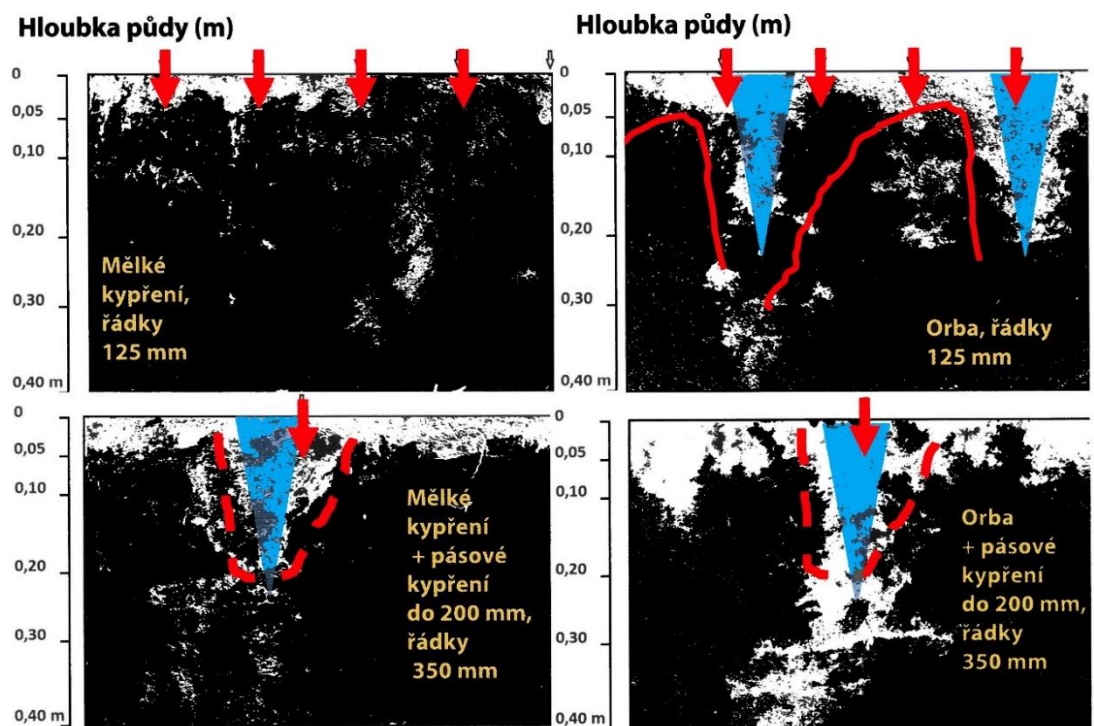 Hloubka půdy (m)
0
0,05
0,10
0,20
0,30
0,40 m
Mělké
kypření,
řádky
125 mm
Hloubka půdy (m)
0
0,05
0,10
0,20
0,30
0,40 m
Orba, řádky
125 mm
0
0,05
0,10
0,20
0,30
0,40 m
Mělké
kypření
+ pásové
kypření
do 200 mm,
řádky
350 mm
0
0,05
0,10
0,20
0,30
0,40 m
Orba
+ pásové
kypření
do 200 mm,
řádky
350 mm